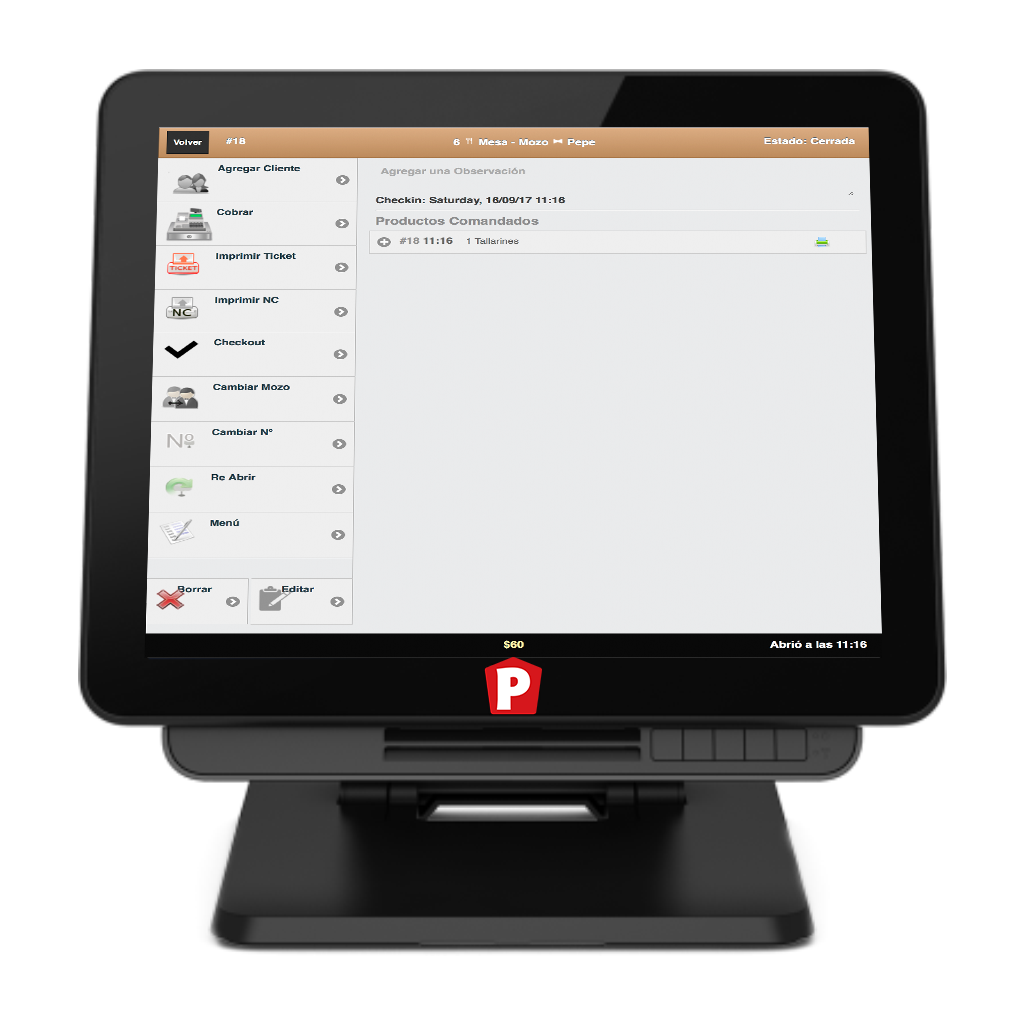 Volver #18 6 Mesa - Mozo Pepe Estado: Cerrada
Agregar Cliente
Cobrar
TICKET Imprimir Ticket
NC Imprimir NC
Checkout
Cambiar Mozo
Nº Cambiar Nº
Re Abrir
Menú
Borrar Editar
Agregar una Observación
Checkin: Saturday, 16/09/17 11:16
Productos Comandados
#18 11:16 1 Tallarines
$60 Abrió a las 11:16
P